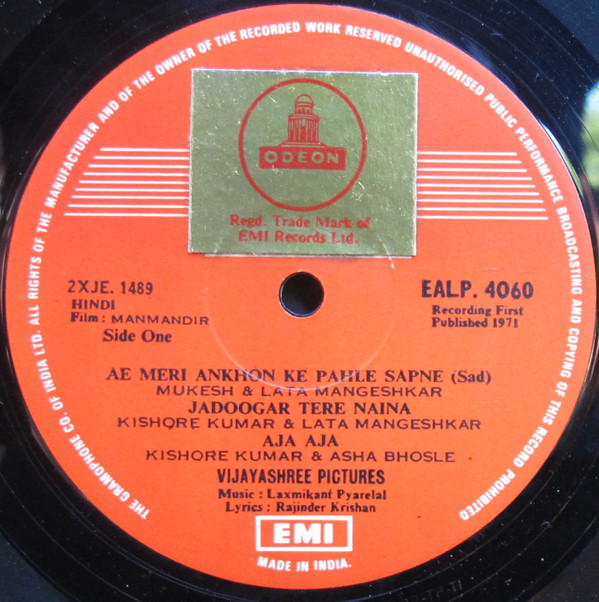 THE GRAMOPHONE CO. OF INDIA LTD. ALL RIGHTS OF THE MANUFACTURER AND OF THE OWNER OF THE RECORDED WORK RESERVED UNAUTHORISED PUBLIC PERFORMANCE BROADCASTING AND COPYING OF THIS RECORD PROHIBITED
ODEON
Regd. Trade Mark of
EMI Records Ltd.
2XJE. 1489
HINDI
Film : MANMANDIR
Side One
EALP. 4060
Recording First
Published 1971
AE MERI ANKHON KE PAHLE SAPNE (Sad)
MUKESH & LATA MANGESHKAR
JADOOGAR TERE NAINA
KISHORE KUMAR & LATA MANGESHKAR
AJA AJA
KISHORE KUMAR & ASHA BHOSLE
VIJAYASHREE PICTURES
Music : Laxmikant Pyarelal
Lyrics : Rajinder Krishan
EMI
MADE IN INDIA.